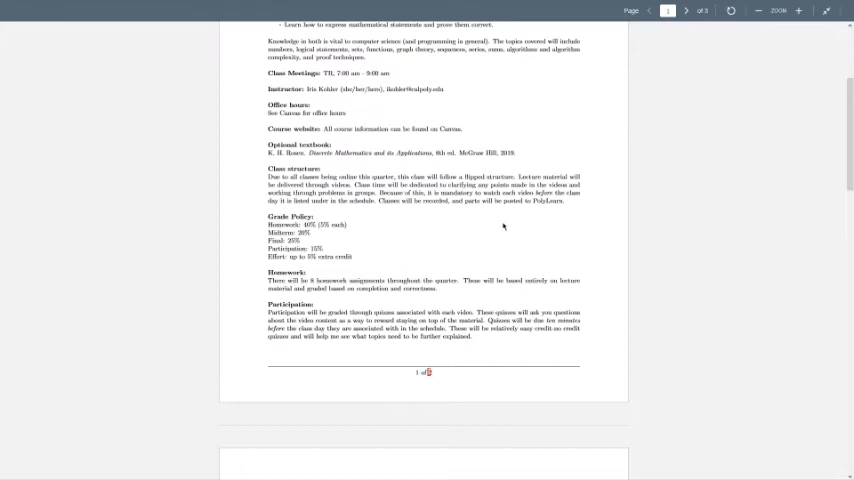 Page 1 of 3 ZOOM
- Learn how to express mathematical statements and prove them correct.
Knowledge in both is vital to computer science (and programming in general). The topics covered will include
numbers, logical statements, sets, functions, graph theory, sequences, series, sums, algorithms and algorithm
complexity, and proof techniques.
Class Meetings: TR, 7:00 am - 9:00 am
Instructor: Iris Kohler (she/her/hers), ikohler@calpoly.edu
Office hours:
See Canvas for office hours
Course website: All course information can be found on Canvas.
Optional textbook:
K. H. Rosen. Discrete Mathematics and its Applications, 8th ed. McGraw Hill, 2019.
Class structure:
Due to all classes being online this quarter, this class will follow a flipped structure. Lecture material will
be delivered through videos. Class time will be dedicated to clarifying any points made in the videos and
working through problems in groups. Because of this, it is mandatory to watch each video before the class
day it is listed under in the schedule. Classes will be recorded, and parts will be posted to PolyLearn.
Grade Policy:
Homework: 40% (5% each)
Midterm: 20%
Final: 25%
Participation: 15%
Effort: up to 5% extra credit
Homework:
There will be 8 homework assignments throughout the quarter. These will be based entirely on lecture
material and graded based on completion and correctness.
Participation:
Participation will be graded through quizzes associated with each video. These quizzes will ask you questions
about the video content as a way to reward staying on top of the material. Quizzes will be due ten minutes
before the class day they are associated with in the schedule. These will be relatively easy credit-no credit
quizzes and will help me see what topics need to be further explained.
1 of